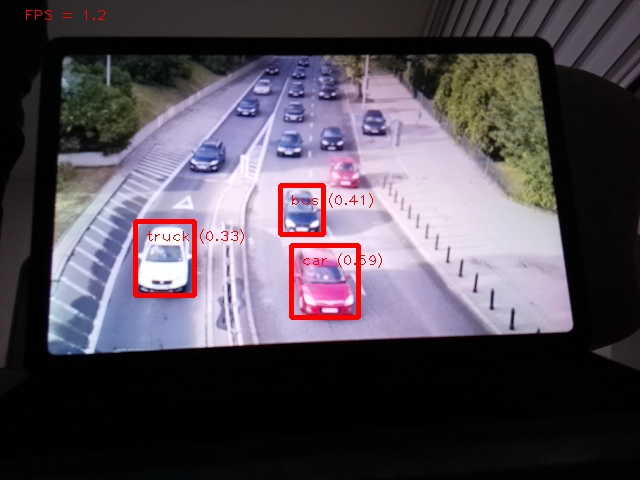 FPS = 1.2
bus (0.41)
truck (0.33)
car (0.59)